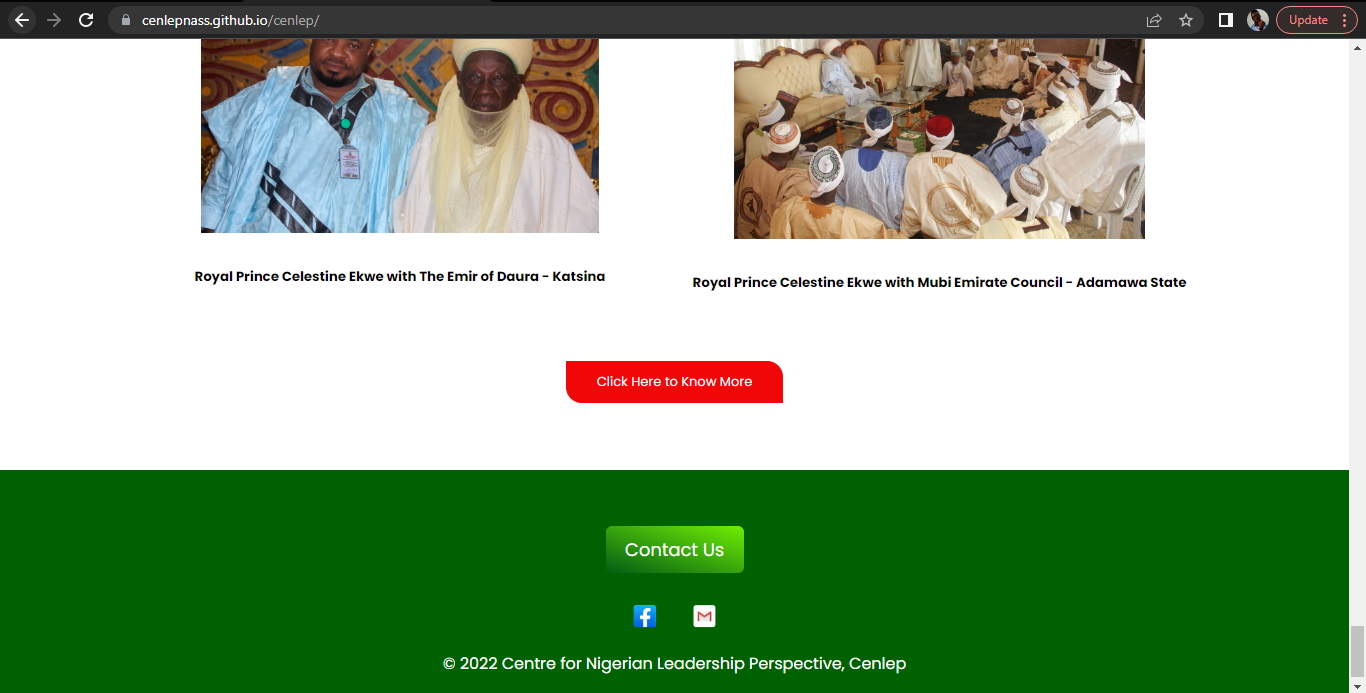 cenlepnass.github.io/cenlep/
Update
Royal Prince Celestine Ekwe with The Emir of Daura - Katsina
Royal Prince Celestine Ekwe with Mubi Emirate Council - Adamawa State
Click Here to Know More
Contact Us
© 2022 Centre for Nigerian Leadership Perspective, Cenlep